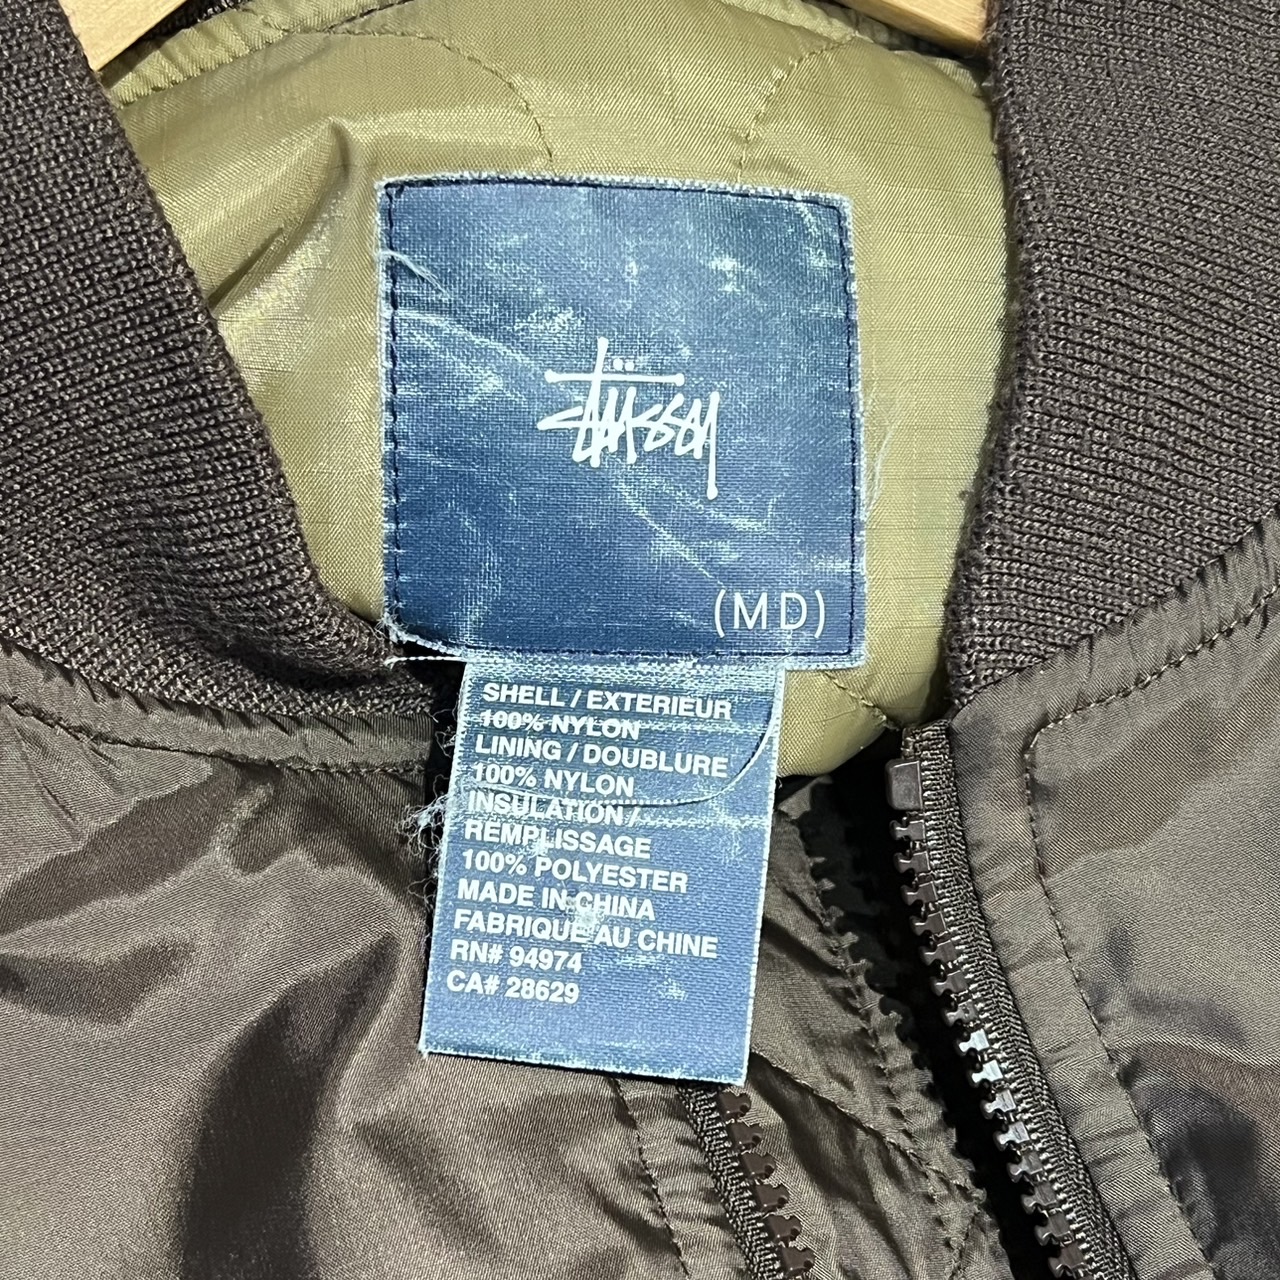 Stüssy
(MD)
SHELL / EXTERIEUR
100% NYLON
LINING / DOUBLURE
100% NYLON
INSULATION /
REMPLISSAGE
100% POLYESTER
MADE IN CHINA
FABRIQUE AU CHINE
RN# 94974
CA# 28629